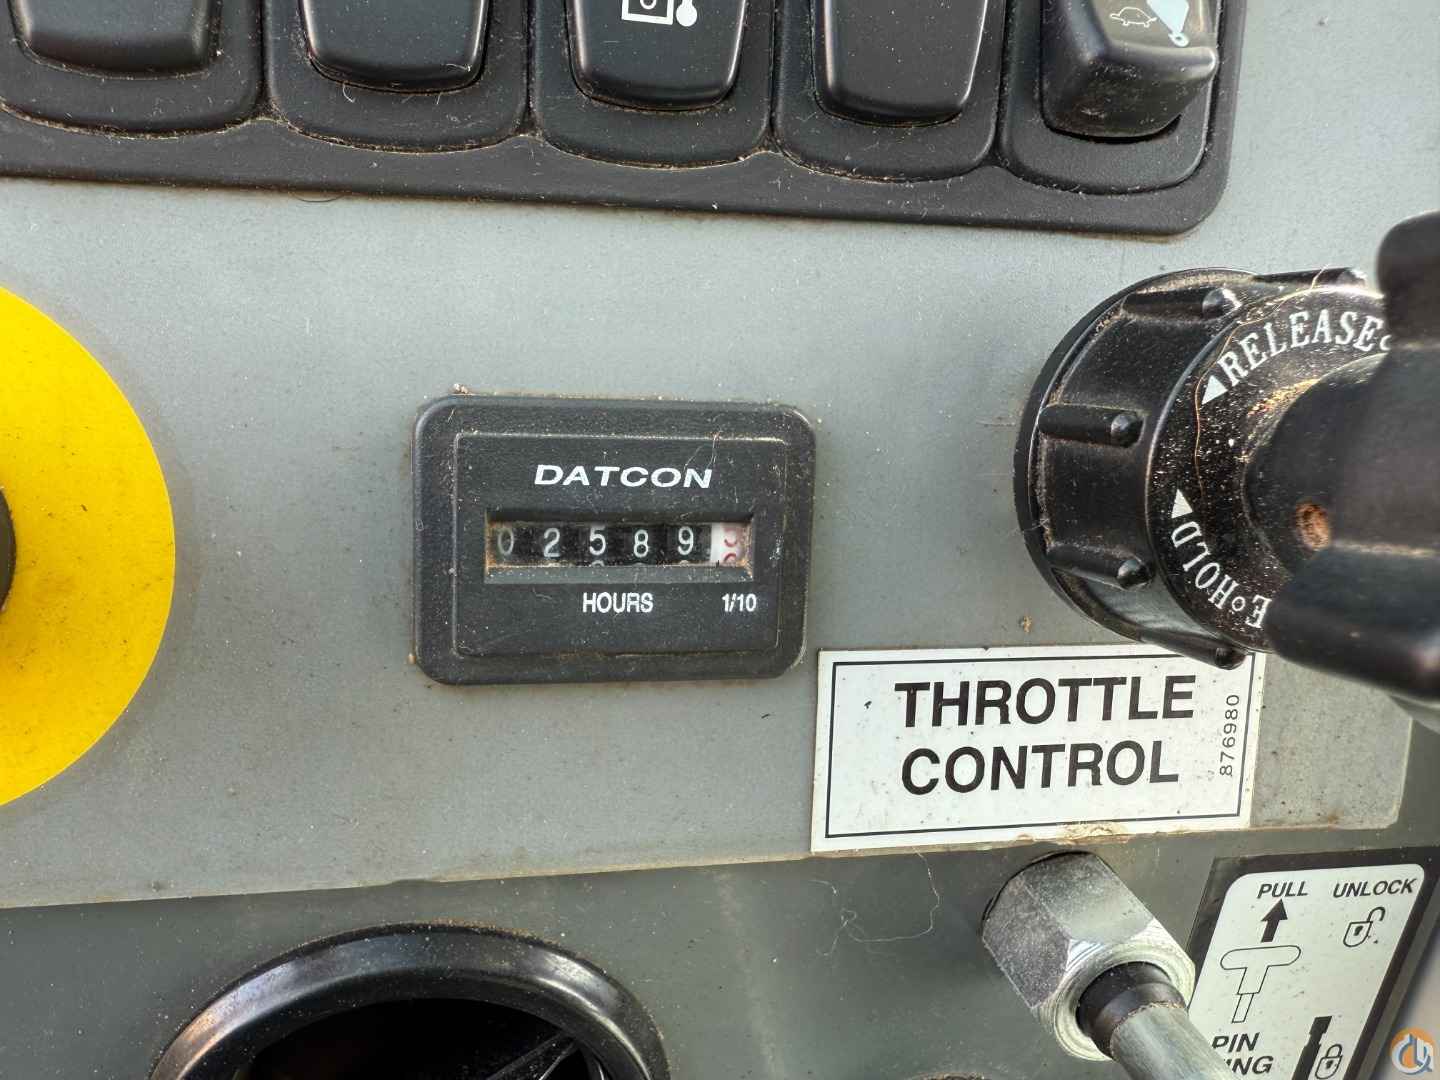 RELEASE
HOLD
DATCON
02589
HOURS 1/10
THROTTLE
CONTROL
876980
PULL UNLOCK
PIN